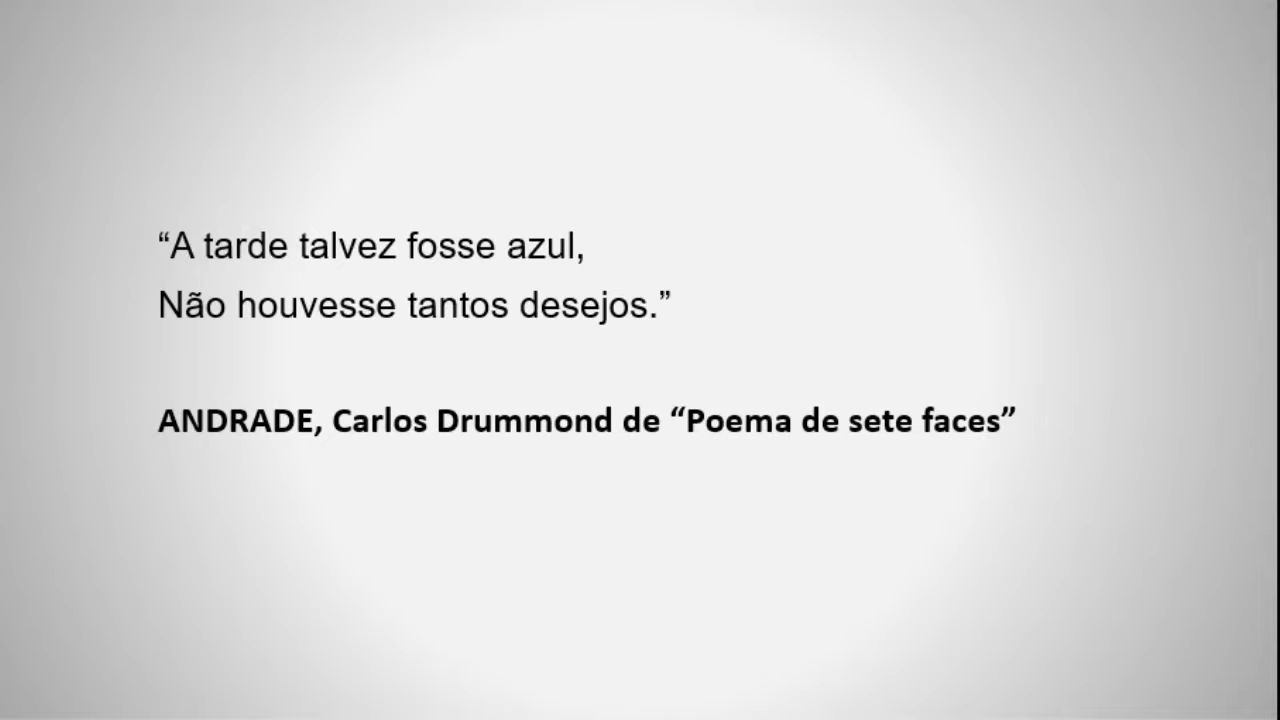 “A tarde talvez fosse azul,
Não houvesse tantos desejos.”
ANDRADE, Carlos Drummond de “Poema de sete faces”